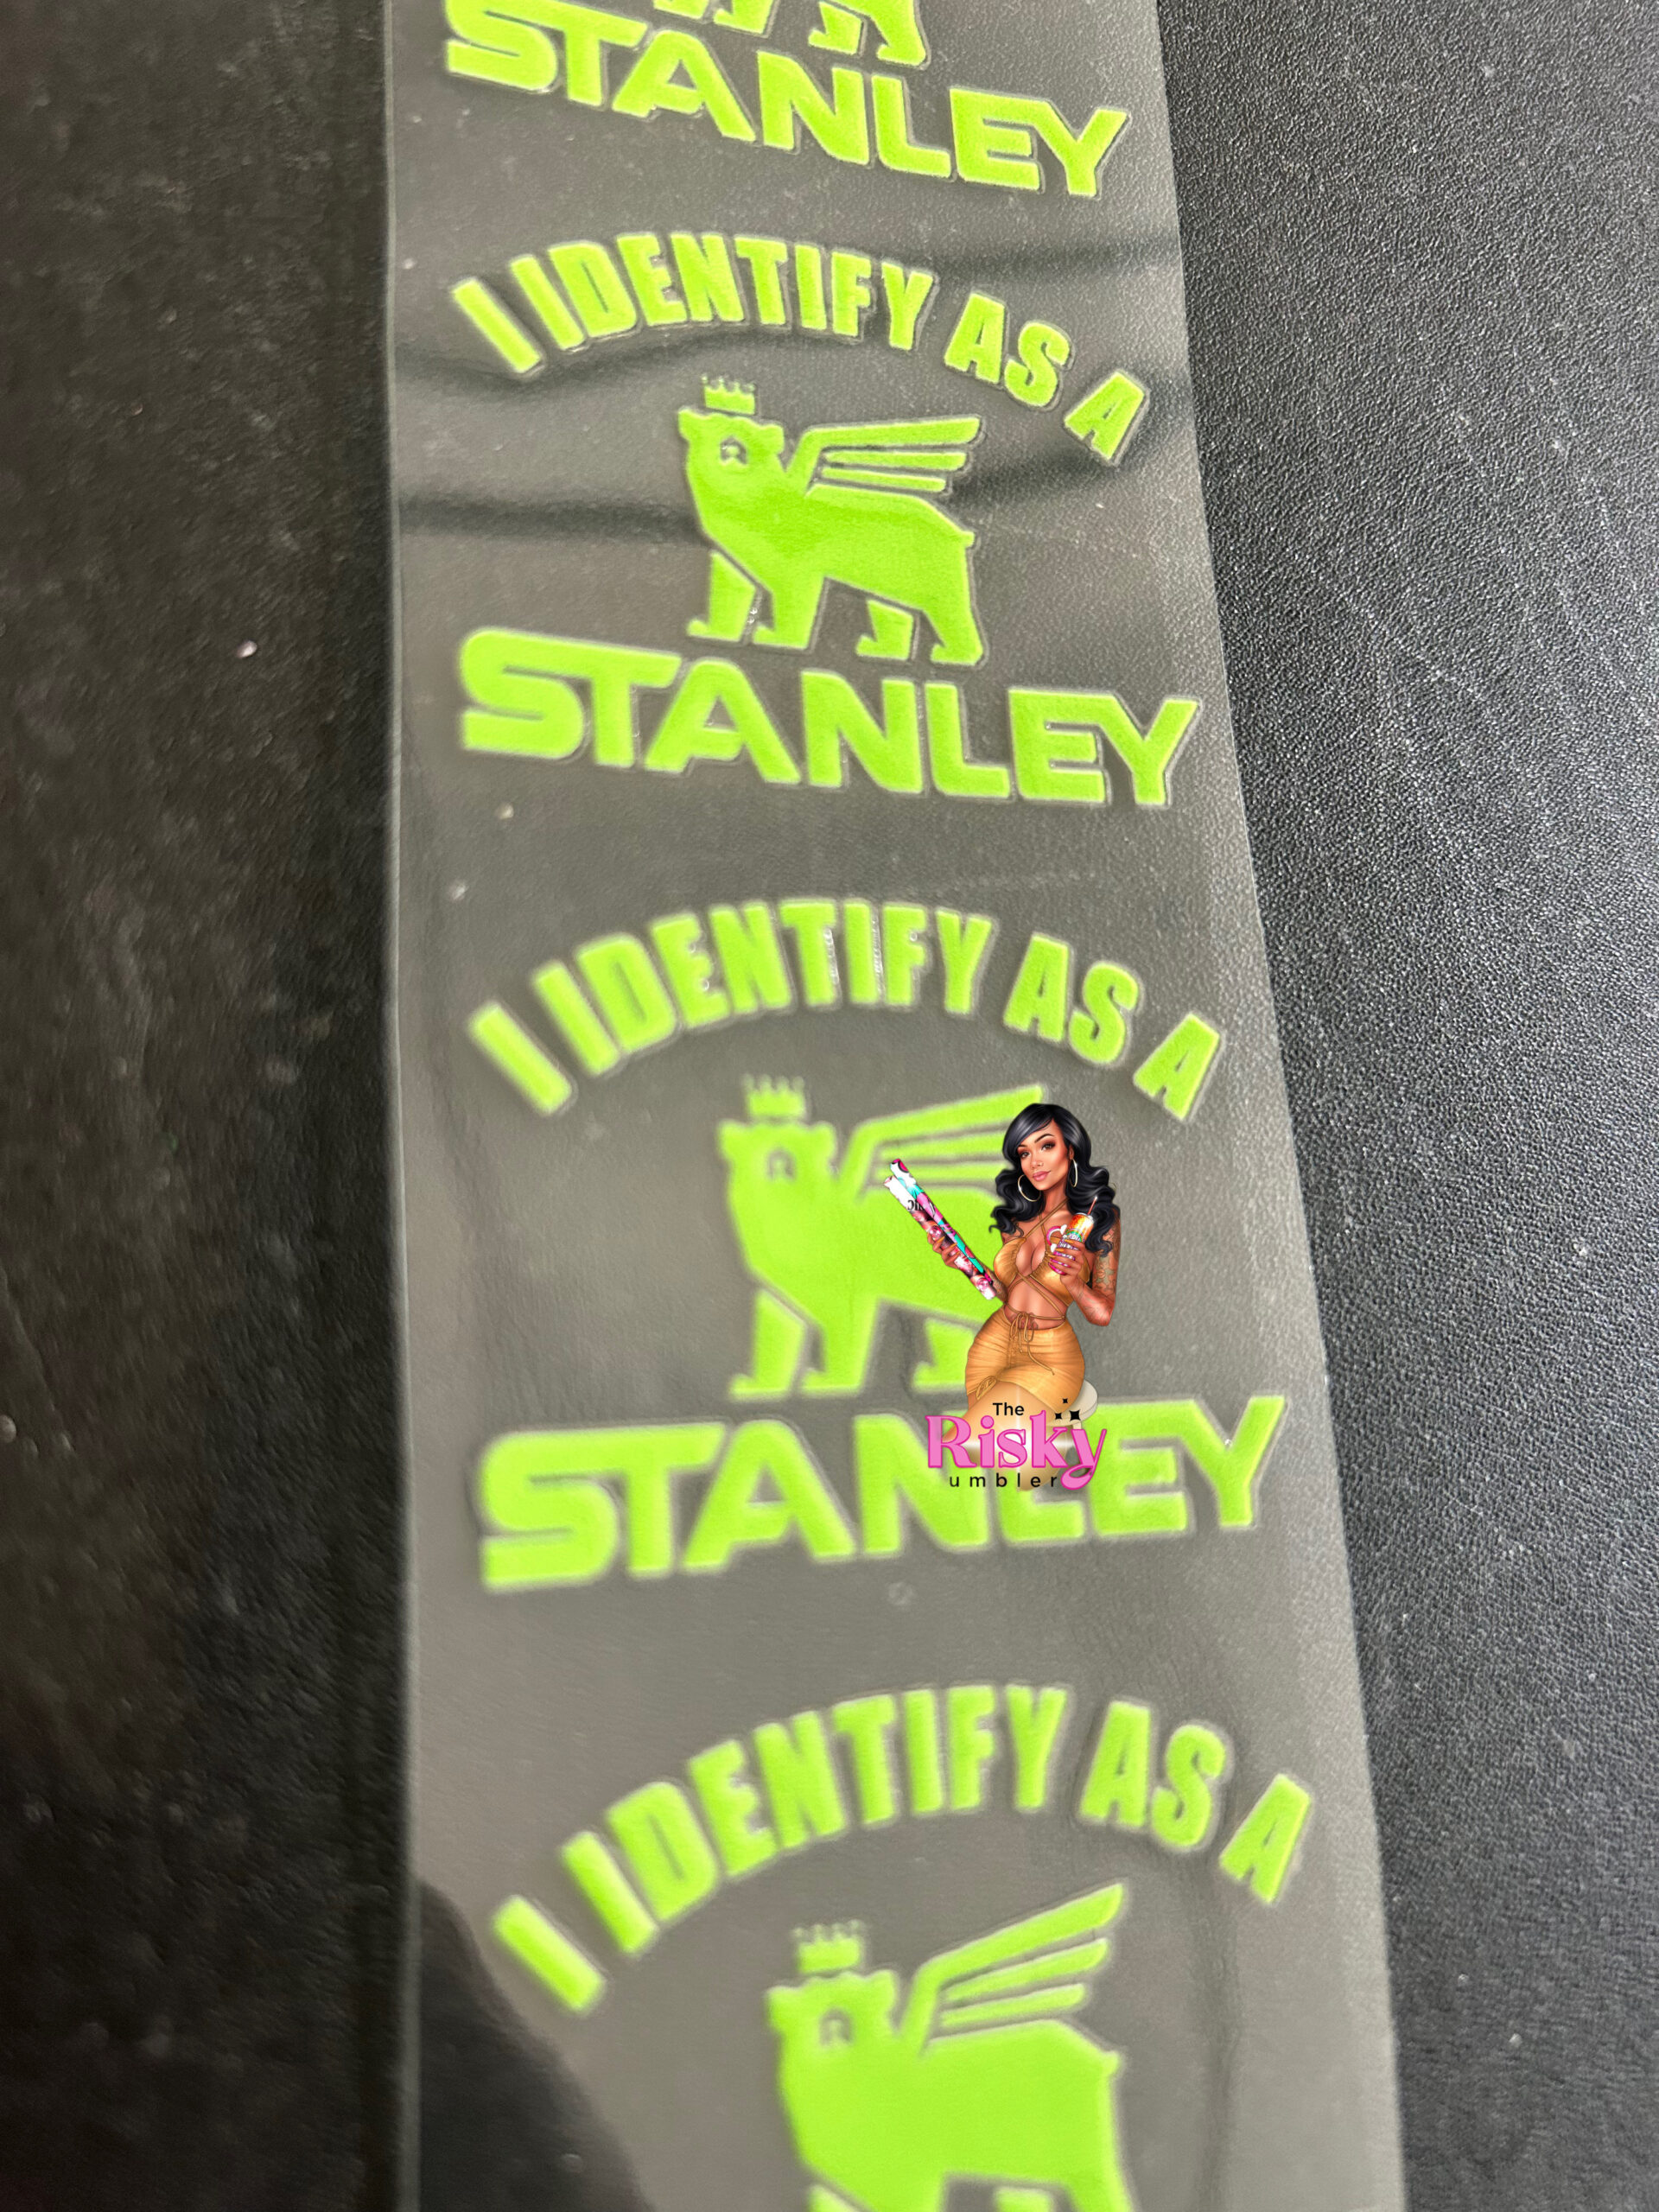 STANLEY
I IDENTIFY AS A
STANLEY
I IDENTIFY AS A
The
Risky
umbler
STANLEY
I IDENTIFY AS A